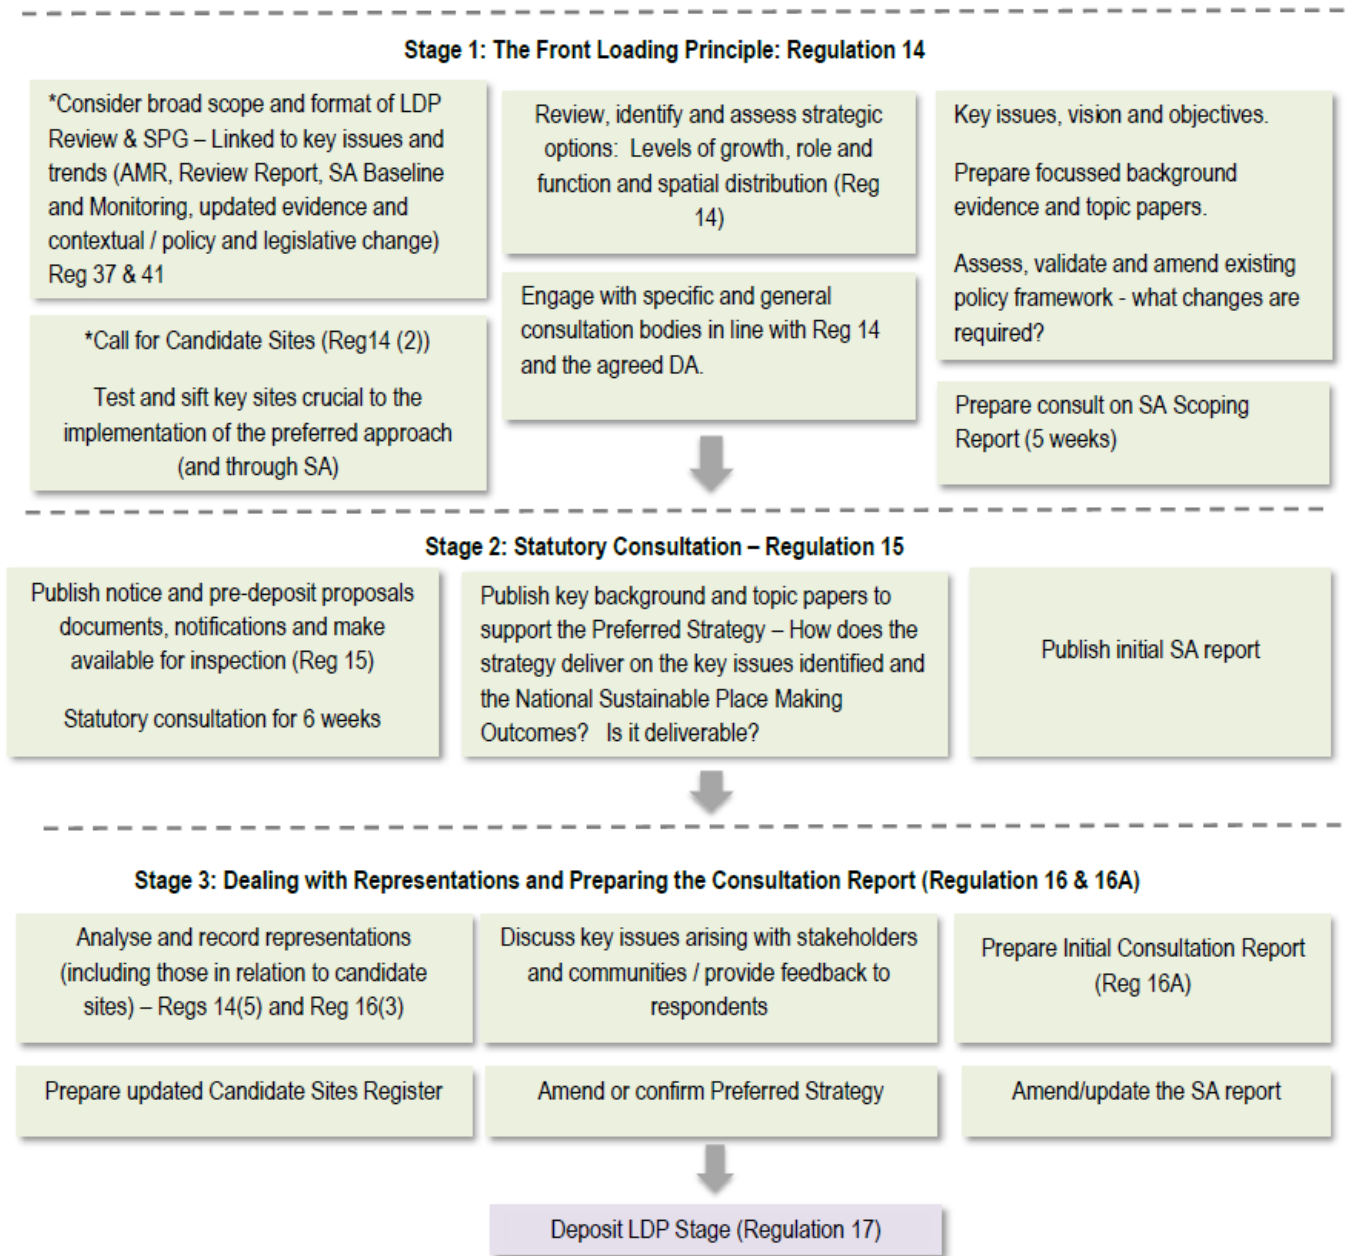 Stage 1: The Front Loading Principle: Regulation 14
*Consider broad scope and format of LDP
Review & SPG – Linked to key issues and
trends (AMR, Review Report, SA Baseline
and Monitoring, updated evidence and
contextual / policy and legislative change)
Reg 37 & 41
*Call for Candidate Sites (Reg14 (2))
Test and sift key sites crucial to the
implementation of the preferred approach
(and through SA)
Review, identify and assess strategic
options:  Levels of growth, role and
function and spatial distribution (Reg
14)
Engage with specific and general
consultation bodies in line with Reg 14
and the agreed DA.
Key issues, vision and objectives.
Prepare focussed background
evidence and topic papers.
Assess, validate and amend existing
policy framework - what changes are
required?
Prepare consult on SA Scoping
Report (5 weeks)
Stage 2: Statutory Consultation – Regulation 15
Publish notice and pre-deposit proposals
documents, notifications and make
available for inspection (Reg 15)
Statutory consultation for 6 weeks
Publish key background and topic papers to
support the Preferred Strategy – How does the
strategy deliver on the key issues identified and
the National Sustainable Place Making
Outcomes?   Is it deliverable?
Publish initial SA report
Stage 3: Dealing with Representations and Preparing the Consultation Report (Regulation 16 & 16A)
Analyse and record representations
(including those in relation to candidate
sites) – Regs 14(5) and Reg 16(3)
Discuss key issues arising with stakeholders
and communities / provide feedback to
respondents
Prepare Initial Consultation Report
(Reg 16A)
Prepare updated Candidate Sites Register
Amend or confirm Preferred Strategy
Amend/update the SA report
Deposit LDP Stage (Regulation 17)